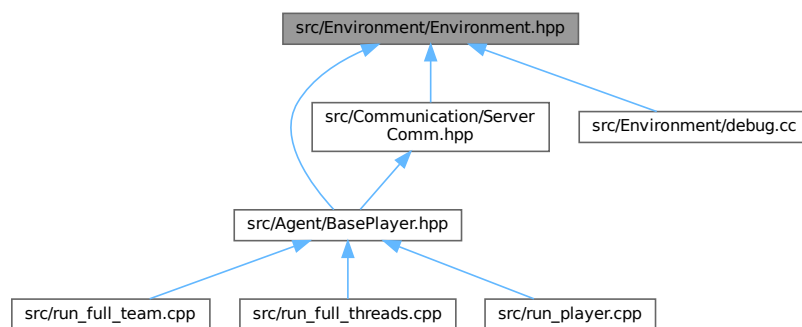 src/Environment/Environment.hpp
src/Communication/Server
Comm.hpp
src/Environment/debug.cc
src/Agent/BasePlayer.hpp
src/run_full_team.cpp
src/run_full_threads.cpp
src/run_player.cpp